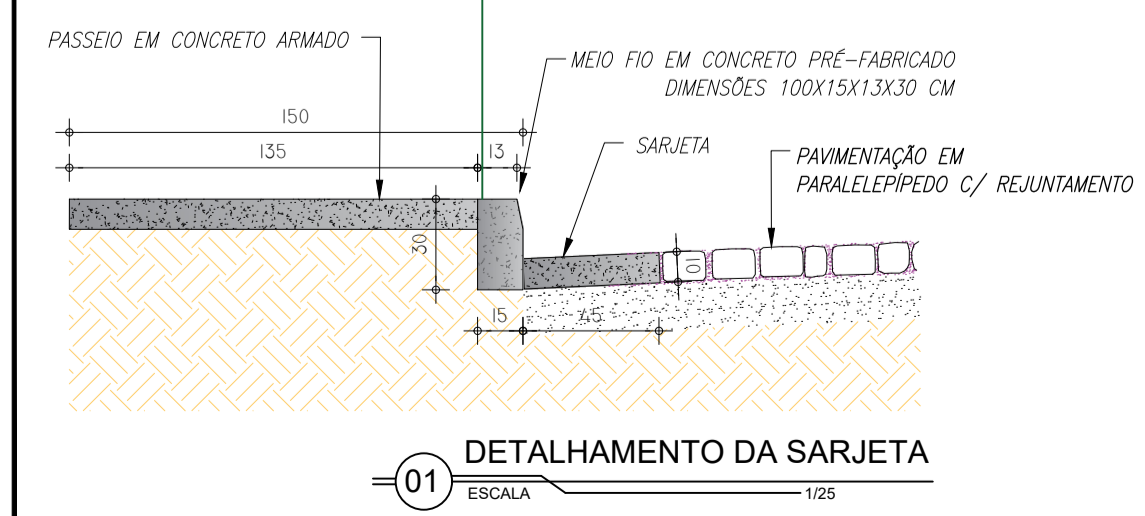 PASSEIO EM CONCRETO ARMADO
MEIO FIO EM CONCRETO PRÉ-FABRICADO
DIMENSÕES 100X15X13X30 CM
150
135
13
SARJETA
PAVIMENTAÇÃO EM
PARALELEPÍPEDO C/ REJUNTAMENTO
30
10
15
45
01
DETALHAMENTO DA SARJETA
ESCALA
1/25